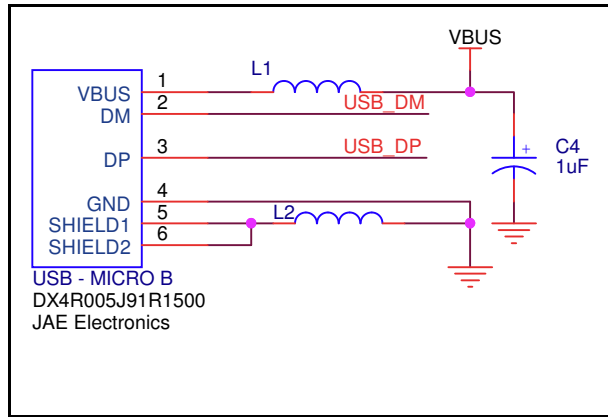 VBUS
L1
1
VBUS
2
DM
USB_DM
3
DP
USB_DP
+
C4
1uF
4
GND
5
SHIELD1
L2
6
SHIELD2
USB - MICRO B
DX4R005J91R1500
JAE Electronics